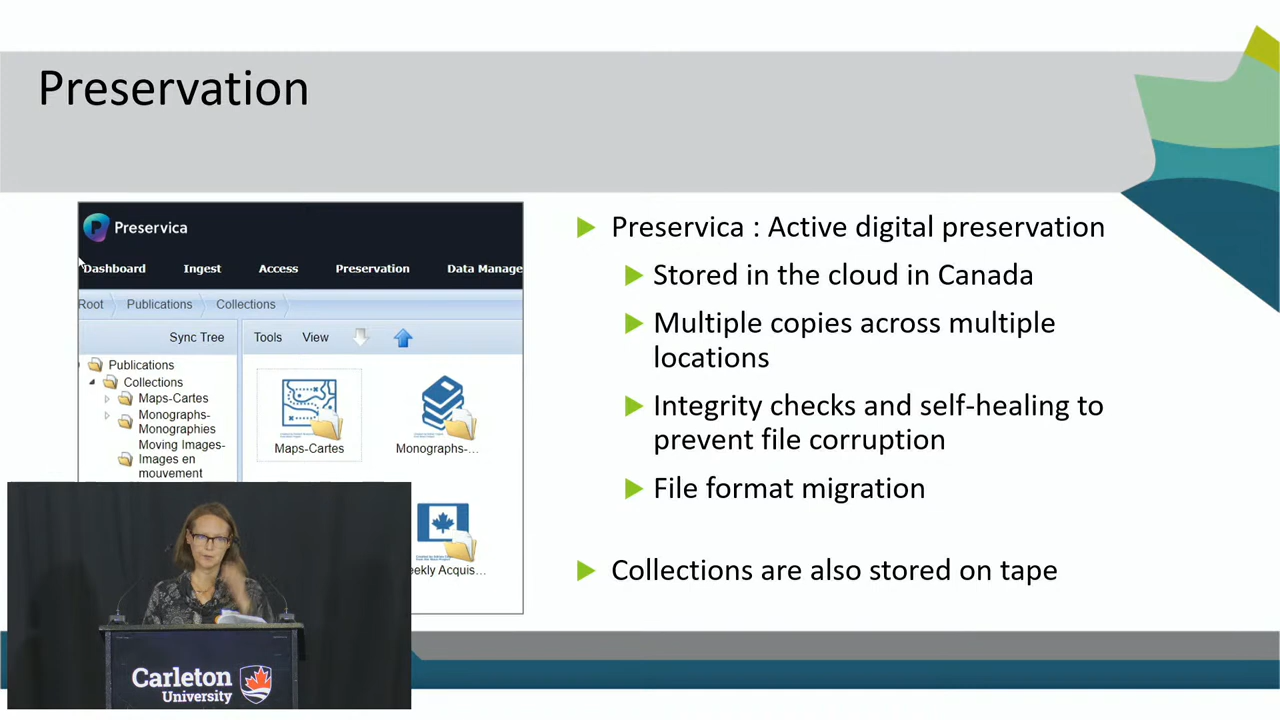 Preservation
Preservica
Dashboard Ingest Access Preservation Data Manage
Root Publications Collections
Sync Tree Tools View
Publications
Collections
Maps-Cartes
Monographs-
Monographies
Moving Images-
Images en
mouvement
Maps-Cartes
Monographs-...
eekly Acquis...
Preservica : Active digital preservation
Stored in the cloud in Canada
Multiple copies across multiple
locations
Integrity checks and self-healing to
prevent file corruption
File format migration
Collections are also stored on tape
Carleton
University